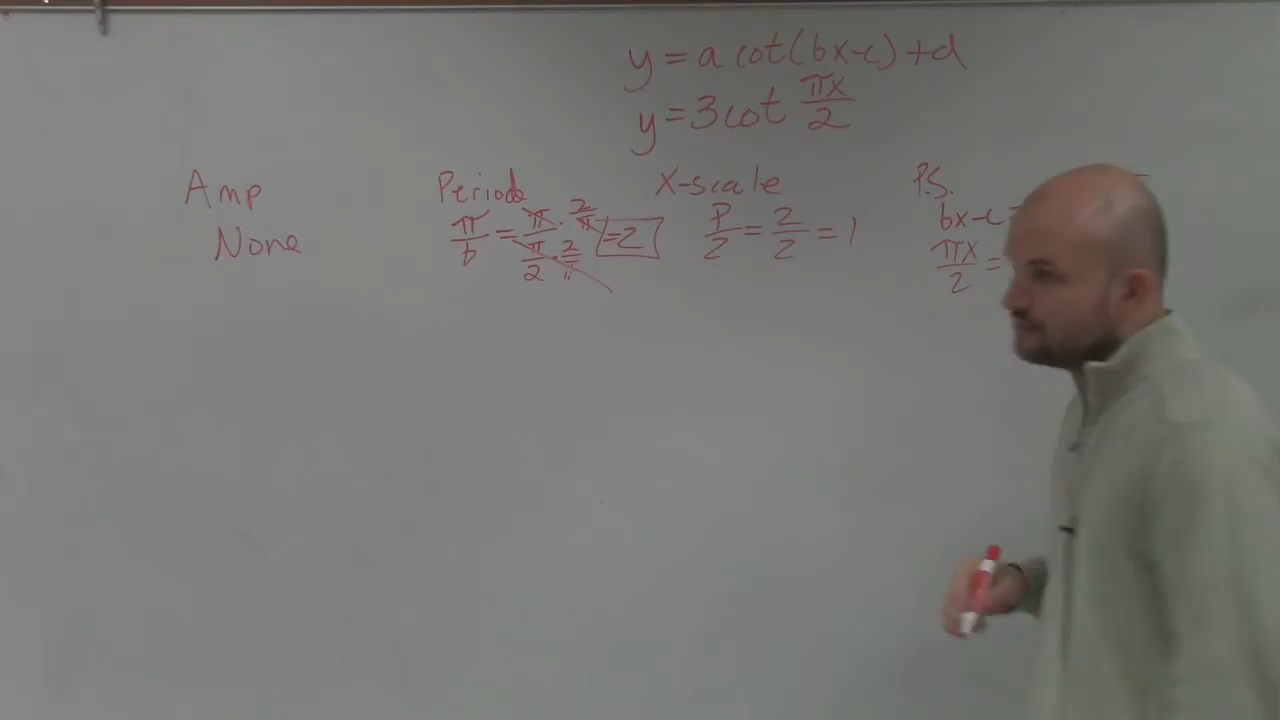 y = a cot(bx-c) + d
y = 3 cot πx/2
Amp
None
Period
π/b = π/(π/2) · (2/π)/(2/π) = 2
X-scale
P/2 = 2/2 = 1
P.S.
bx-c =
πx/2 =